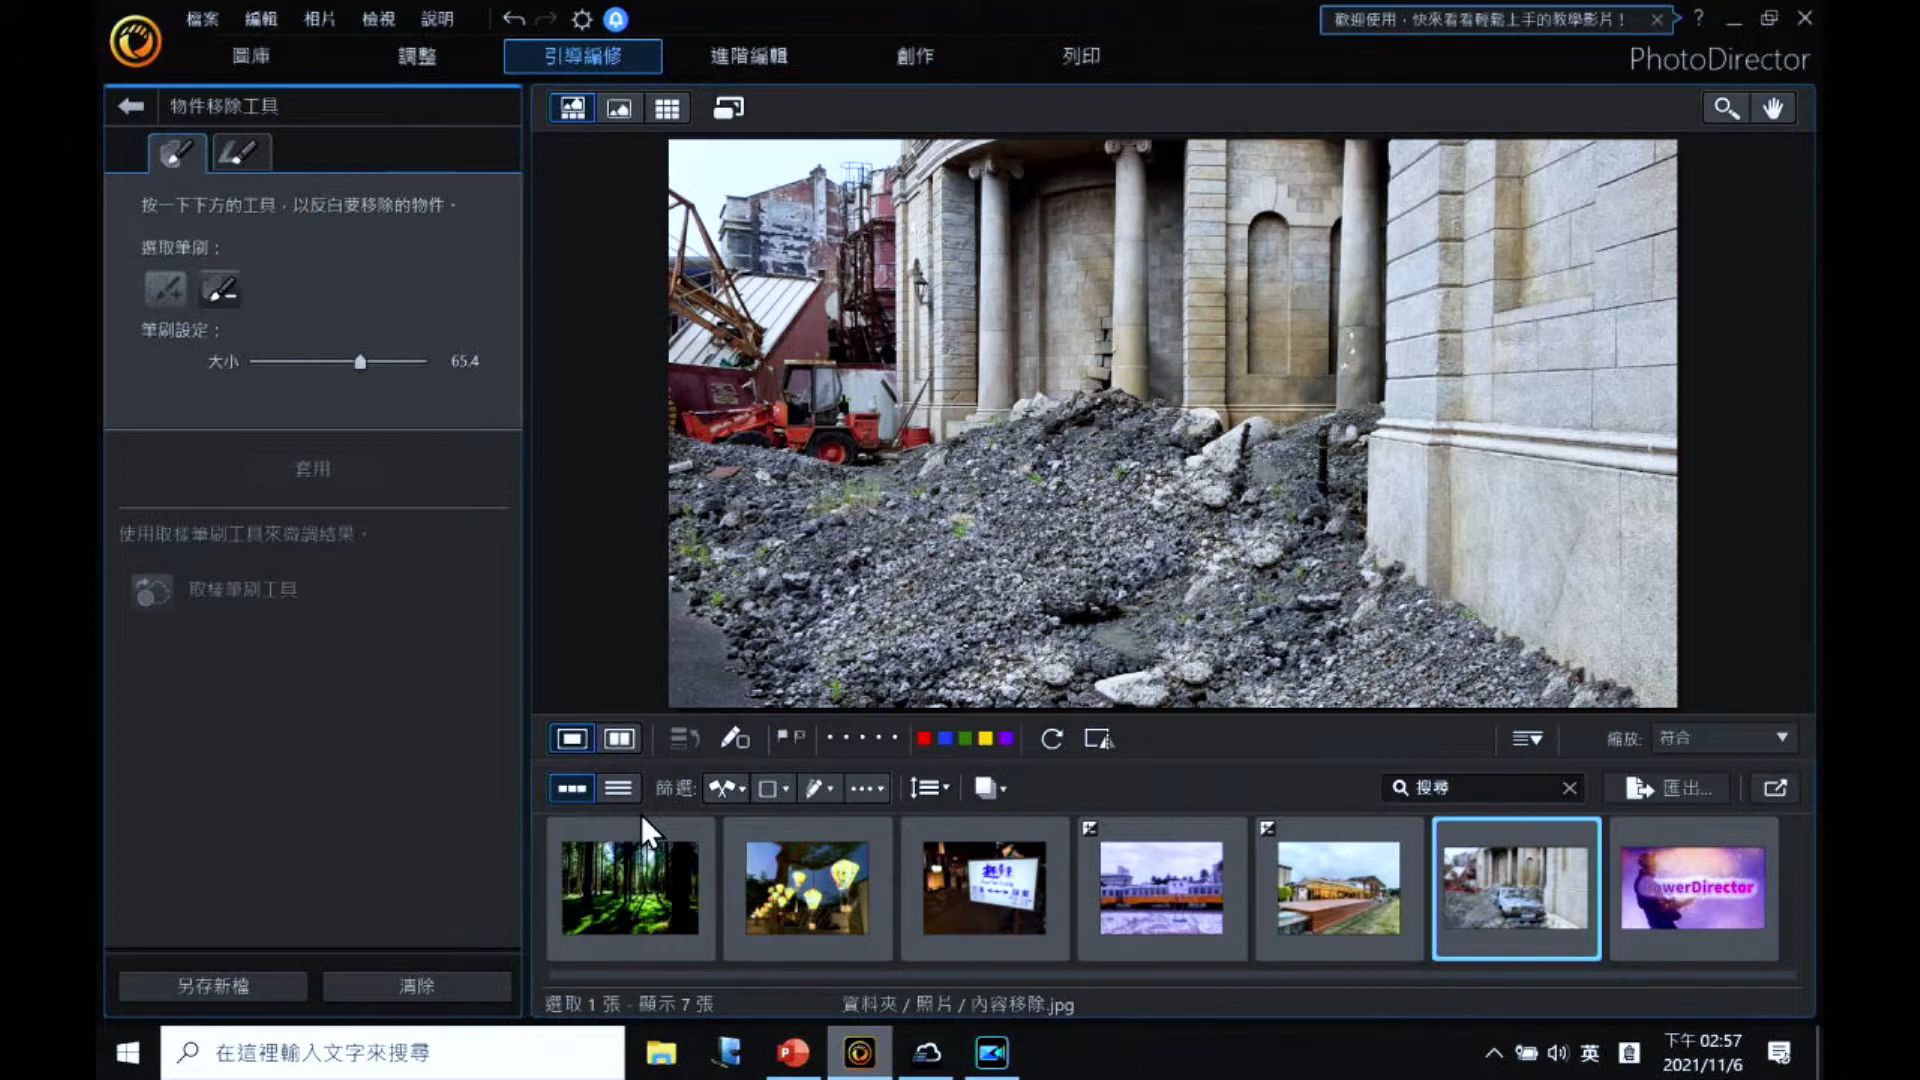 檔案 編輯 相片 檢視 說明
歡迎使用，快來看看輕鬆上手的教學影片！
圖庫 調整 引導編修 進階編輯 創作 列印
PhotoDirector
物件移除工具
按一下下方的工具，以反白要移除的物件。
選取筆刷：
筆刷設定：
大小 65.4
套用
使用取樣筆刷工具來微調結果。
取樣筆刷工具
另存新檔 清除
縮放: 符合
篩選:
搜尋
匯出...
PowerDirector
選取 1 張 - 顯示 7 張
資料夾 / 照片 / 內容移除.jpg
在這裡輸入文字來搜尋
英
下午 02:57
2021/11/6